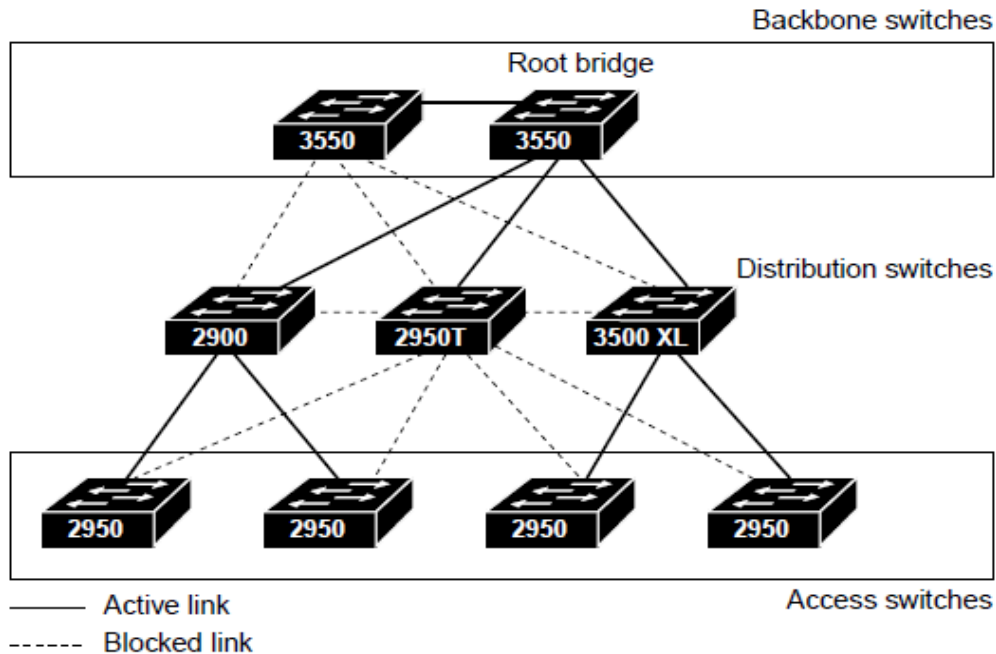 Backbone switches
Root bridge
3550
3550
Distribution switches
2900
2950T
3500 XL
2950
2950
2950
2950
Access switches
Active link
Blocked link